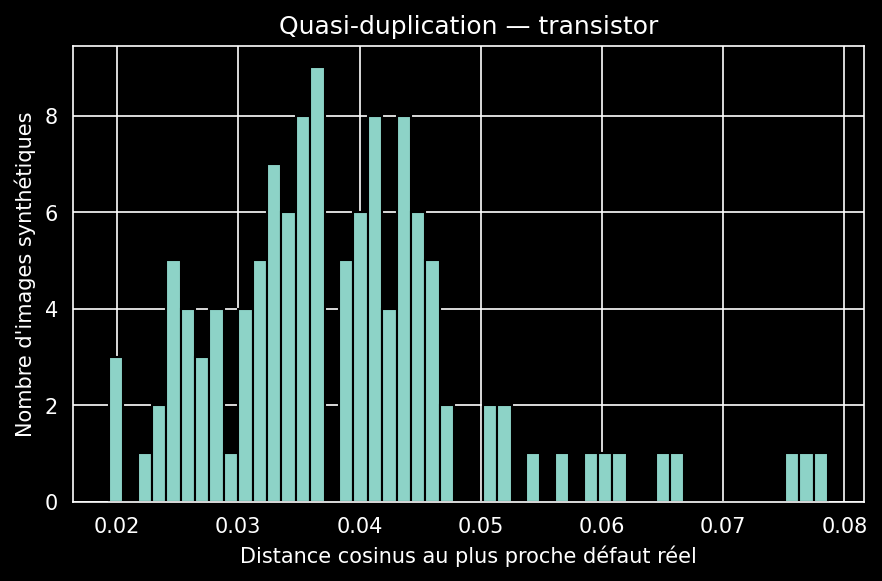 Quasi-duplication — transistor
Nombre d'images synthétiques
8
6
4
2
0
0.02 0.03 0.04 0.05 0.06 0.07 0.08
Distance cosinus au plus proche défaut réel